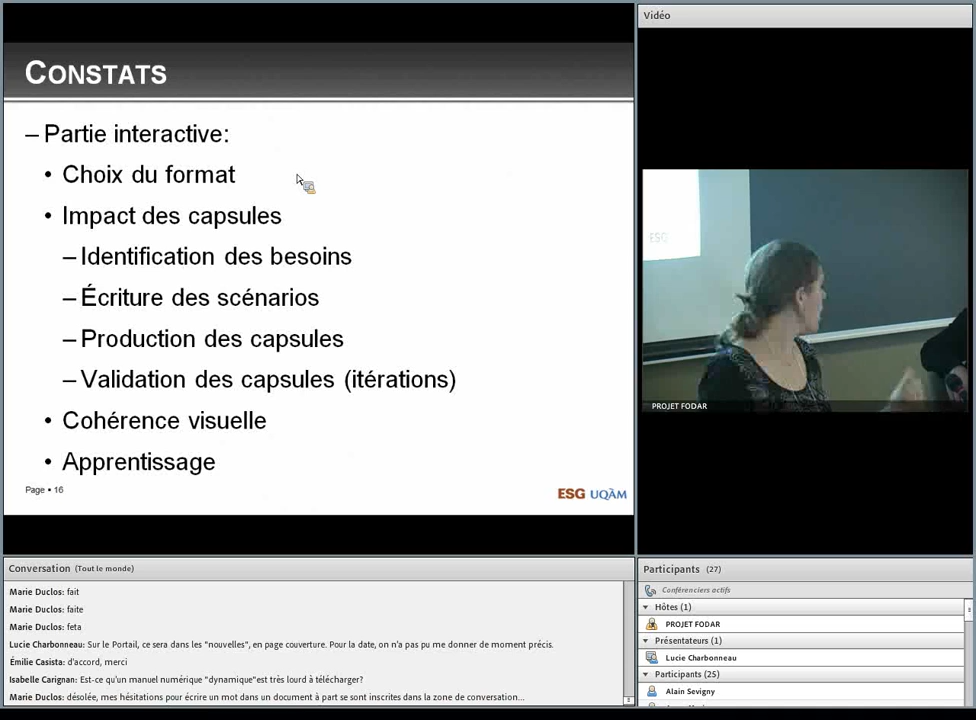 CONSTATS
– Partie interactive:
• Choix du format
• Impact des capsules
– Identification des besoins
– Écriture des scénarios
– Production des capsules
– Validation des capsules (itérations)
• Cohérence visuelle
• Apprentissage
Page ▪ 16
ESG UQÀM
Vidéo
ESG
PROJET FODAR
Conversation (Tout le monde)
Marie Duclos: fait
Marie Duclos: faite
Marie Duclos: feta
Lucie Charbonneau: Sur le Portail, ce sera dans les "nouvelles", en page couverture. Pour la date, on n'a pas pu me donner de moment précis.
Émilie Casista: d'accord, merci
Isabelle Carignan: Est-ce qu'un manuel numérique "dynamique"est très lourd à télécharger?
Marie Duclos: désolée, mes hésitations pour écrire un mot dans un document à part se sont inscrites dans la zone de conversation...
Participants (27)
Conférenciers actifs
Hôtes (1)
PROJET FODAR
Présentateurs (1)
Lucie Charbonneau
Participants (25)
Alain Sevigny